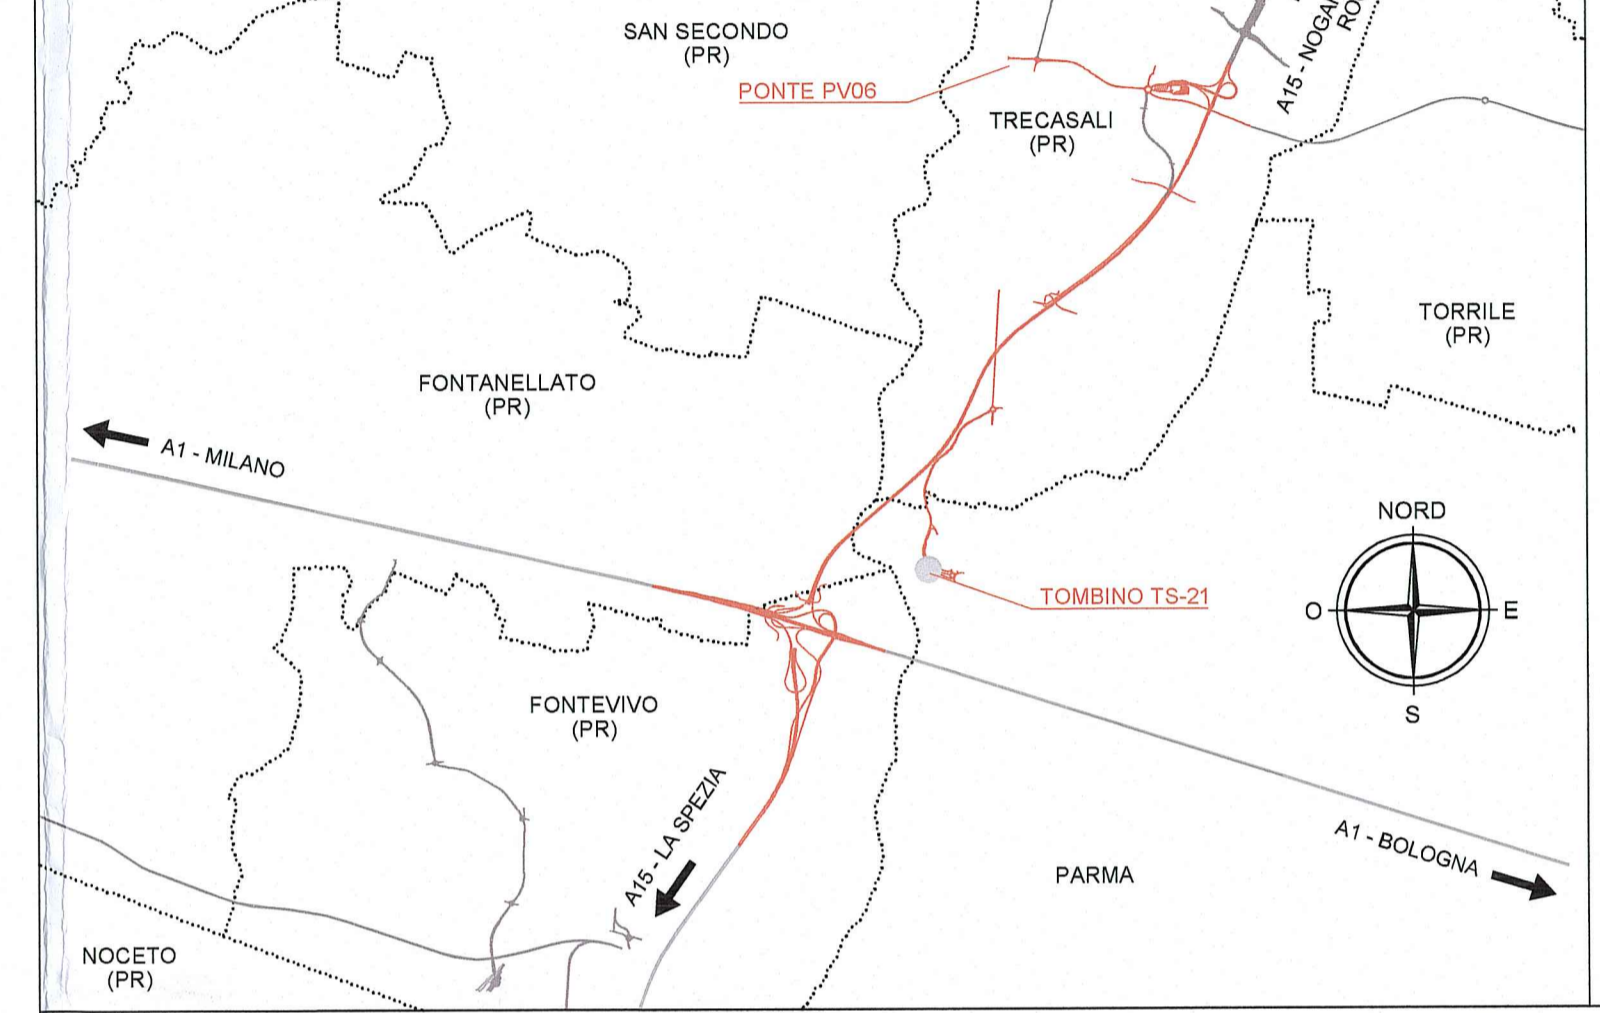 SAN SECONDO
(PR)
PONTE PV06
TRECASALI
(PR)
A15 -
TORRILE
(PR)
FONTANELLATO
(PR)
A1 - MILANO
NORD
O
E
S
TOMBINO TS-21
FONTEVIVO
(PR)
A15 - LA SPEZIA
A1 - BOLOGNA
PARMA
NOCETO
(PR)